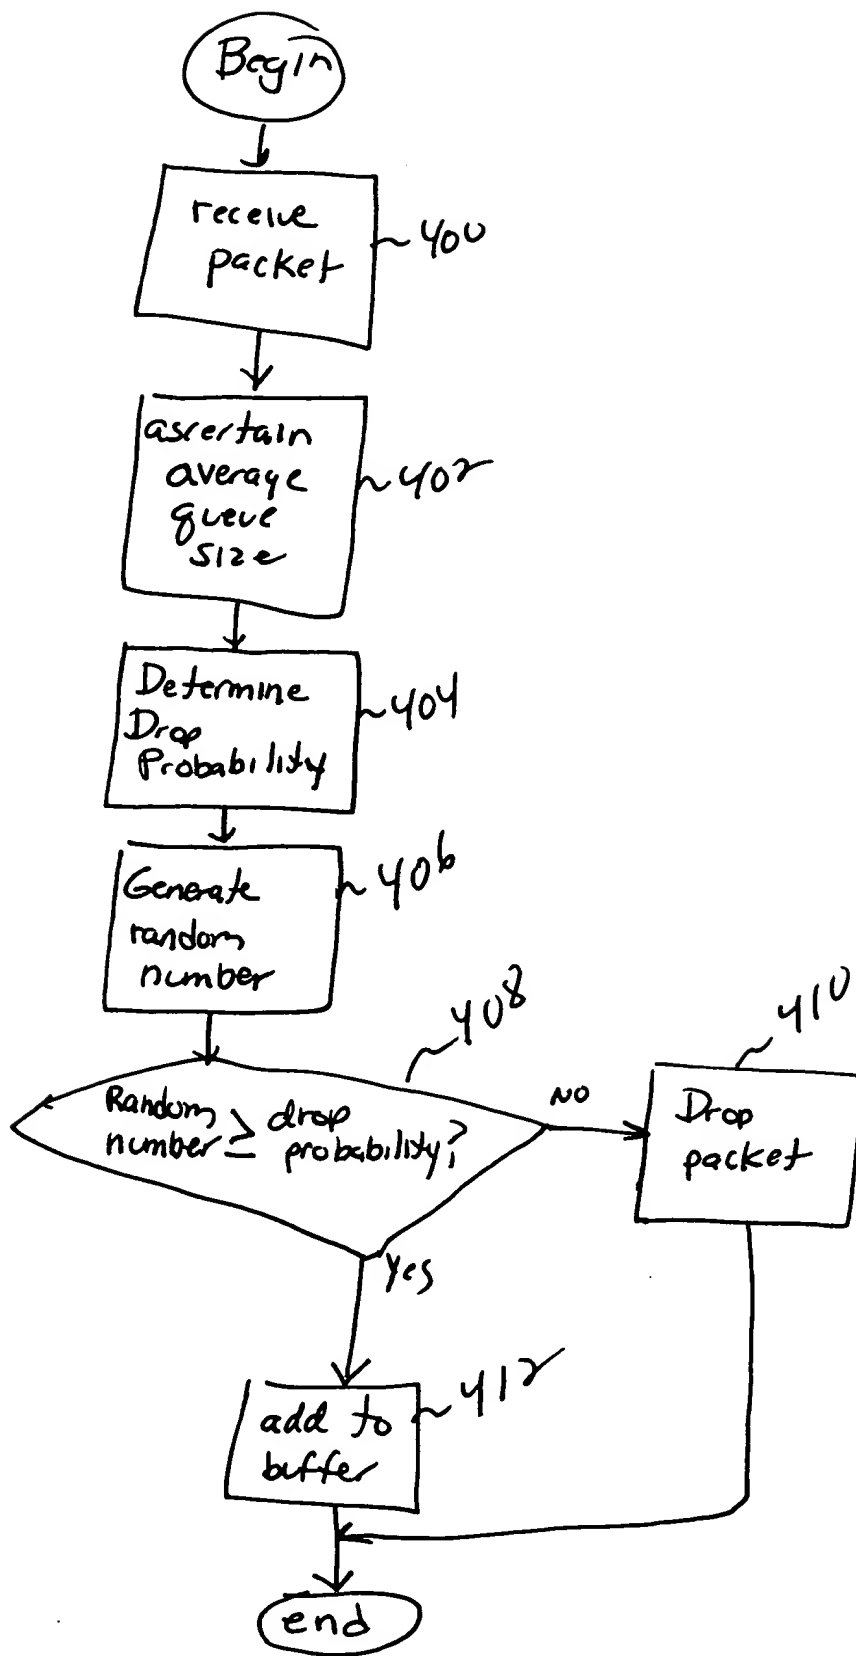 Begin
receive
packet
400
ascertain
average
queue
size
402
Determine
Drop
Probability
404
Generate
random
number
406
408
Random
number ≥ drop
probability?
NO
410
Drop
packet
Yes
412
add to
buffer
end